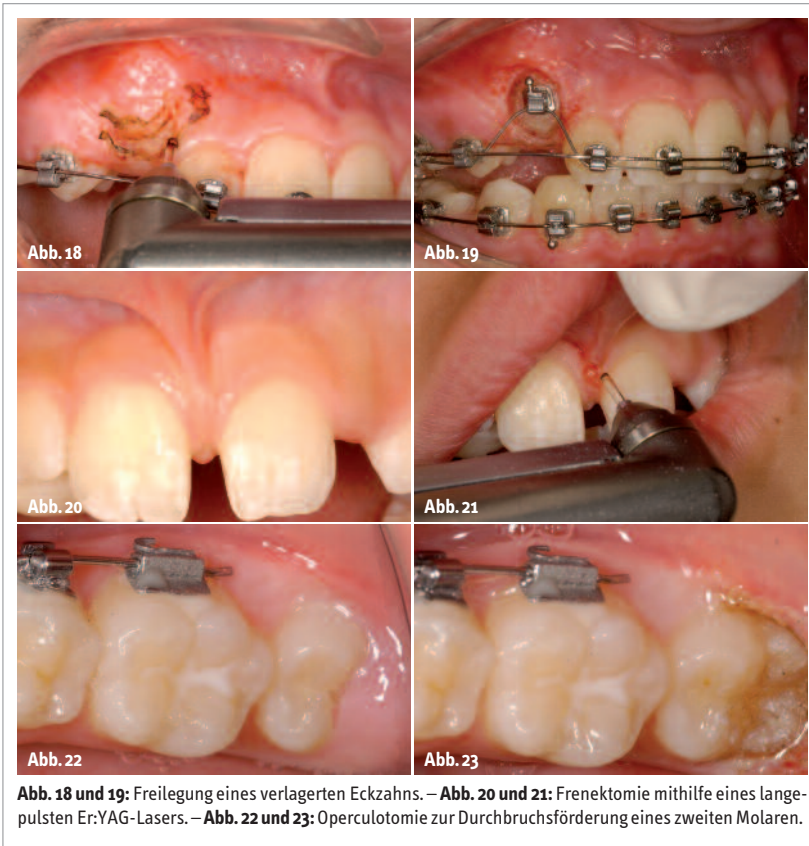 Abb. 18
Abb. 19
Abb. 20
Abb. 21
Abb. 22
Abb. 23
Abb. 18 und 19: Freilegung eines verlagerten Eckzahns. – Abb. 20 und 21: Frenektomie mithilfe eines lange-
pulsten Er:YAG-Lasers. – Abb. 22 und 23: Operculotomie zur Durchbruchsförderung eines zweiten Molaren.